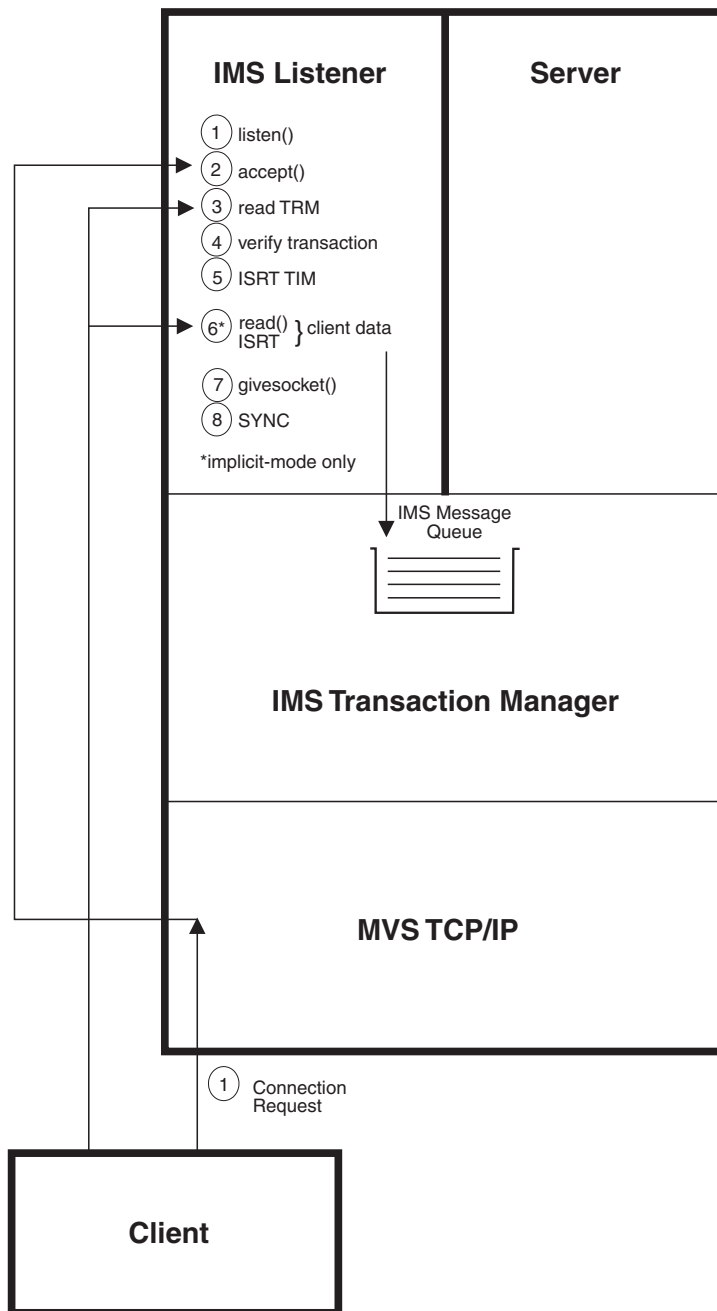 IMS Listener
Server
1 listen()
2 accept()
3 read TRM
4 verify transaction
5 ISRT TIM
6* read() } client data
ISRT
7 givesocket()
8 SYNC
*implicit-mode only
IMS Message
Queue
IMS Transaction Manager
MVS TCP/IP
1 Connection
Request
Client